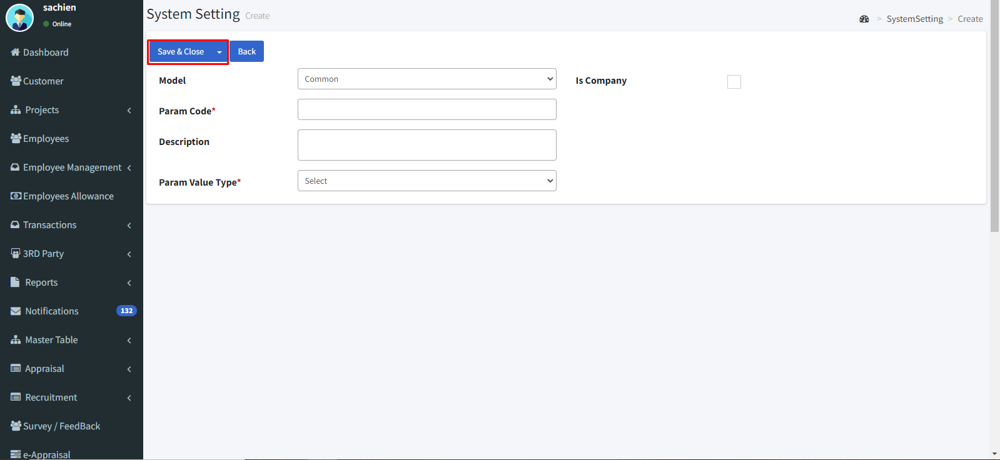 sachien
Online
Dashboard
Customer
Projects
Employees
Employee Management
Employees Allowance
Transactions
3RD Party
Reports
Notifications 132
Master Table
Appraisal
Recruitment
Survey / FeedBack
e-Appraisal
System Setting Create
> SystemSetting > Create
Save & Close Back
Model Common Is Company
Param Code*
Description
Param Value Type* Select